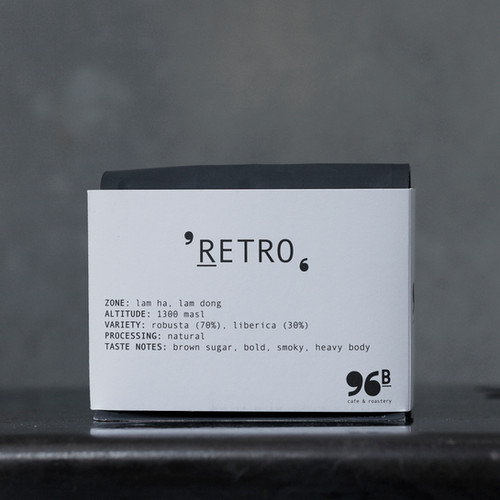 ’RETRO‘
ZONE: lam ha, lam dong
ALTITUDE: 1300 masl
VARIETY: robusta (70%), liberica (30%)
PROCESSING: natural
TASTE NOTES: brown sugar, bold, smoky, heavy body
96B
cafe & roastery